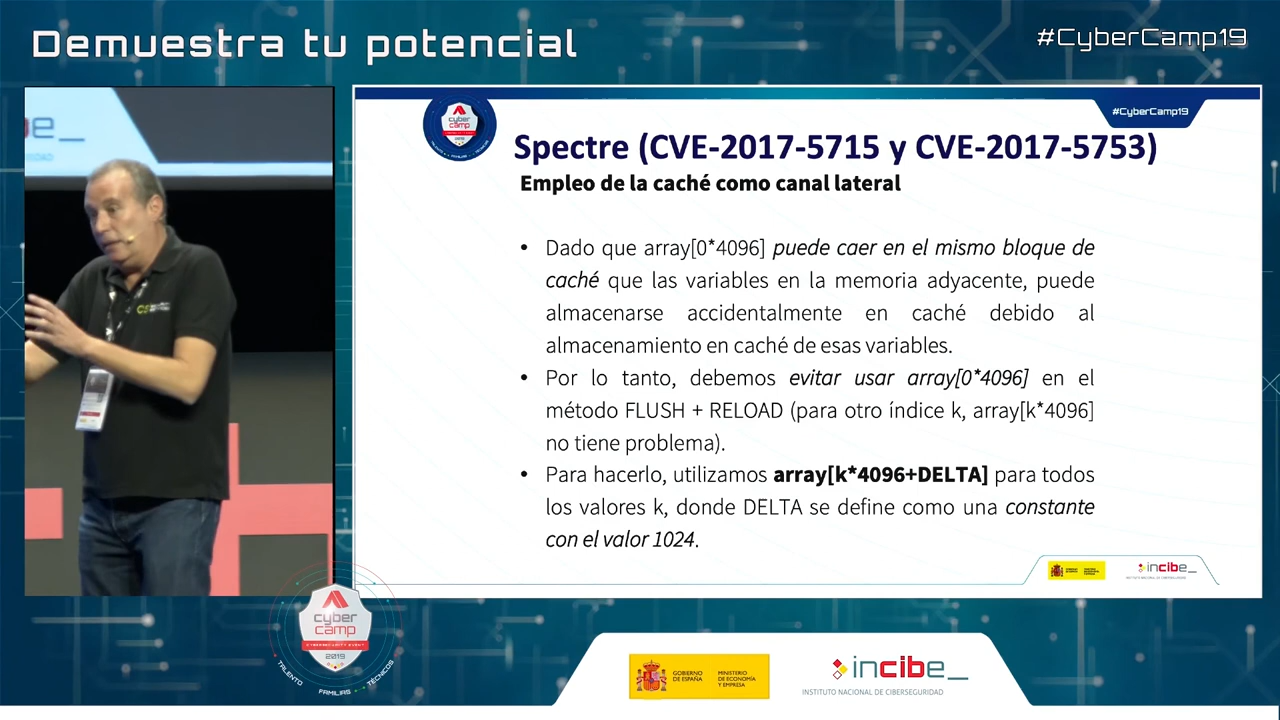 Demuestra tu potencial
#CyberCamp19
be_
cyber
camp
#CyberCamp19
Spectre (CVE-2017-5715 y CVE-2017-5753)
Empleo de la caché como canal lateral
• Dado que array[0*4096] puede caer en el mismo bloque de
caché que las variables en la memoria adyacente, puede
almacenarse accidentalmente en caché debido al
almacenamiento en caché de esas variables.
• Por lo tanto, debemos evitar usar array[0*4096] en el
método FLUSH + RELOAD (para otro índice k, array[k*4096]
no tiene problema).
• Para hacerlo, utilizamos array[k*4096+DELTA] para todos
los valores k, donde DELTA se define como una constante
con el valor 1024.
incibe_
cyber
camp
2019
TALENTO
FAMILIAS
TÉCNICOS
GOBIERNO
DE ESPAÑA
MINISTERIO
DE ECONOMÍA
Y EMPRESA
incibe_
INSTITUTO NACIONAL DE CIBERSEGURIDAD